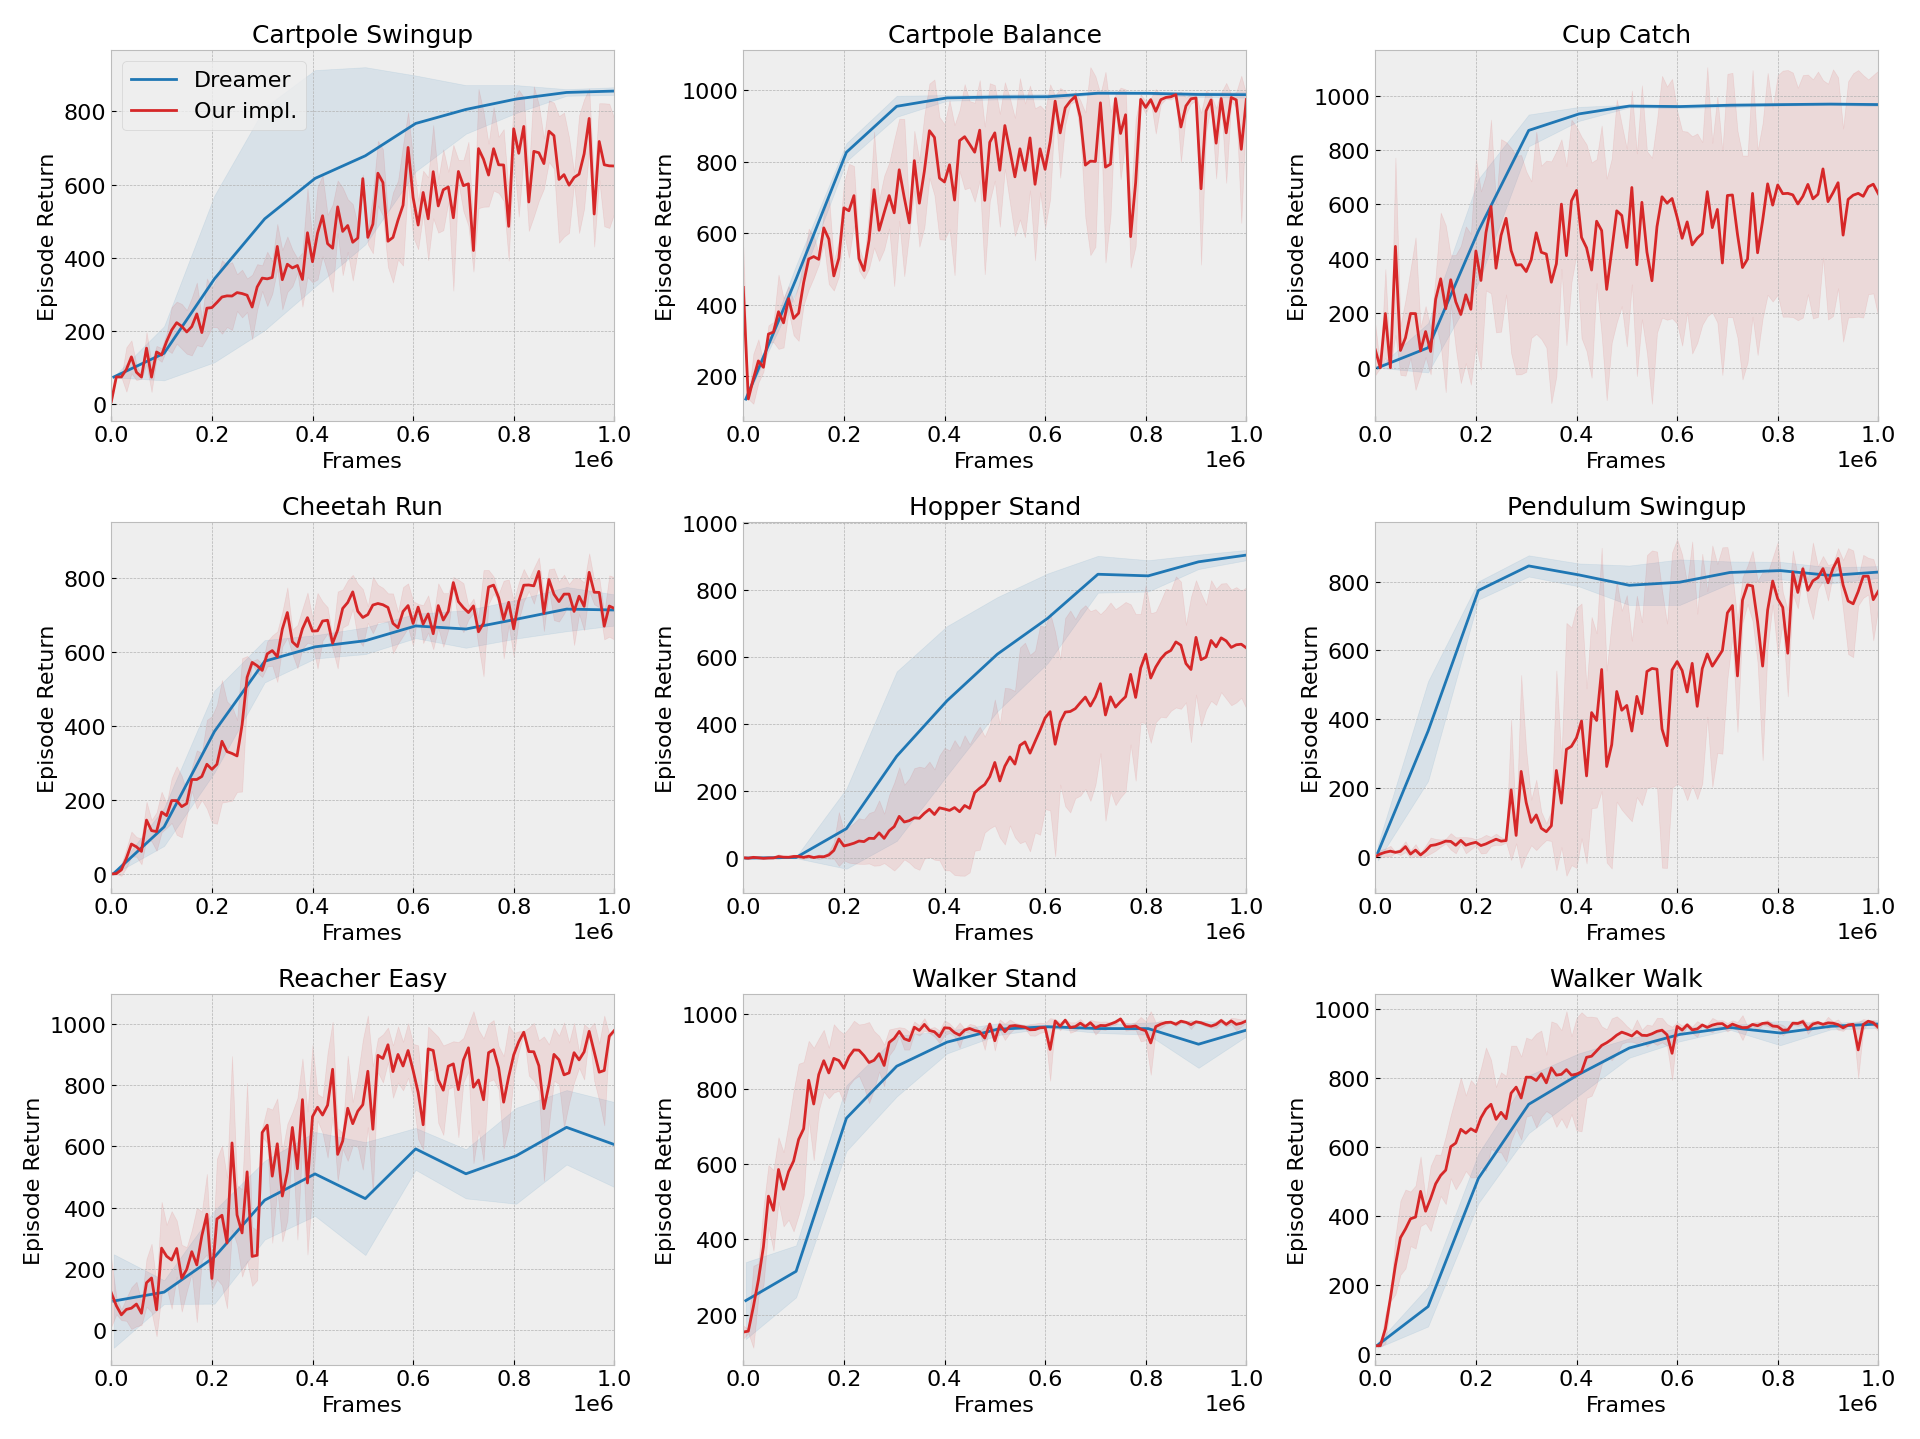 Cartpole Swingup
Episode Return
800
600
400
200
0
Dreamer
Our impl.
0.0 0.2 0.4 0.6 0.8 1.0
Frames
1e6
Cartpole Balance
Episode Return
1000
800
600
400
200
0.0 0.2 0.4 0.6 0.8 1.0
Frames
1e6
Cup Catch
Episode Return
1000
800
600
400
200
0
0.0 0.2 0.4 0.6 0.8 1.0
Frames
1e6
Cheetah Run
Episode Return
800
600
400
200
0
0.0 0.2 0.4 0.6 0.8 1.0
Frames
1e6
Hopper Stand
Episode Return
1000
800
600
400
200
0
0.0 0.2 0.4 0.6 0.8 1.0
Frames
1e6
Pendulum Swingup
Episode Return
800
600
400
200
0
0.0 0.2 0.4 0.6 0.8 1.0
Frames
1e6
Reacher Easy
Episode Return
1000
800
600
400
200
0
0.0 0.2 0.4 0.6 0.8 1.0
Frames
1e6
Walker Stand
Episode Return
1000
800
600
400
200
0.0 0.2 0.4 0.6 0.8 1.0
Frames
1e6
Walker Walk
Episode Return
1000
800
600
400
200
0
0.0 0.2 0.4 0.6 0.8 1.0
Frames
1e6